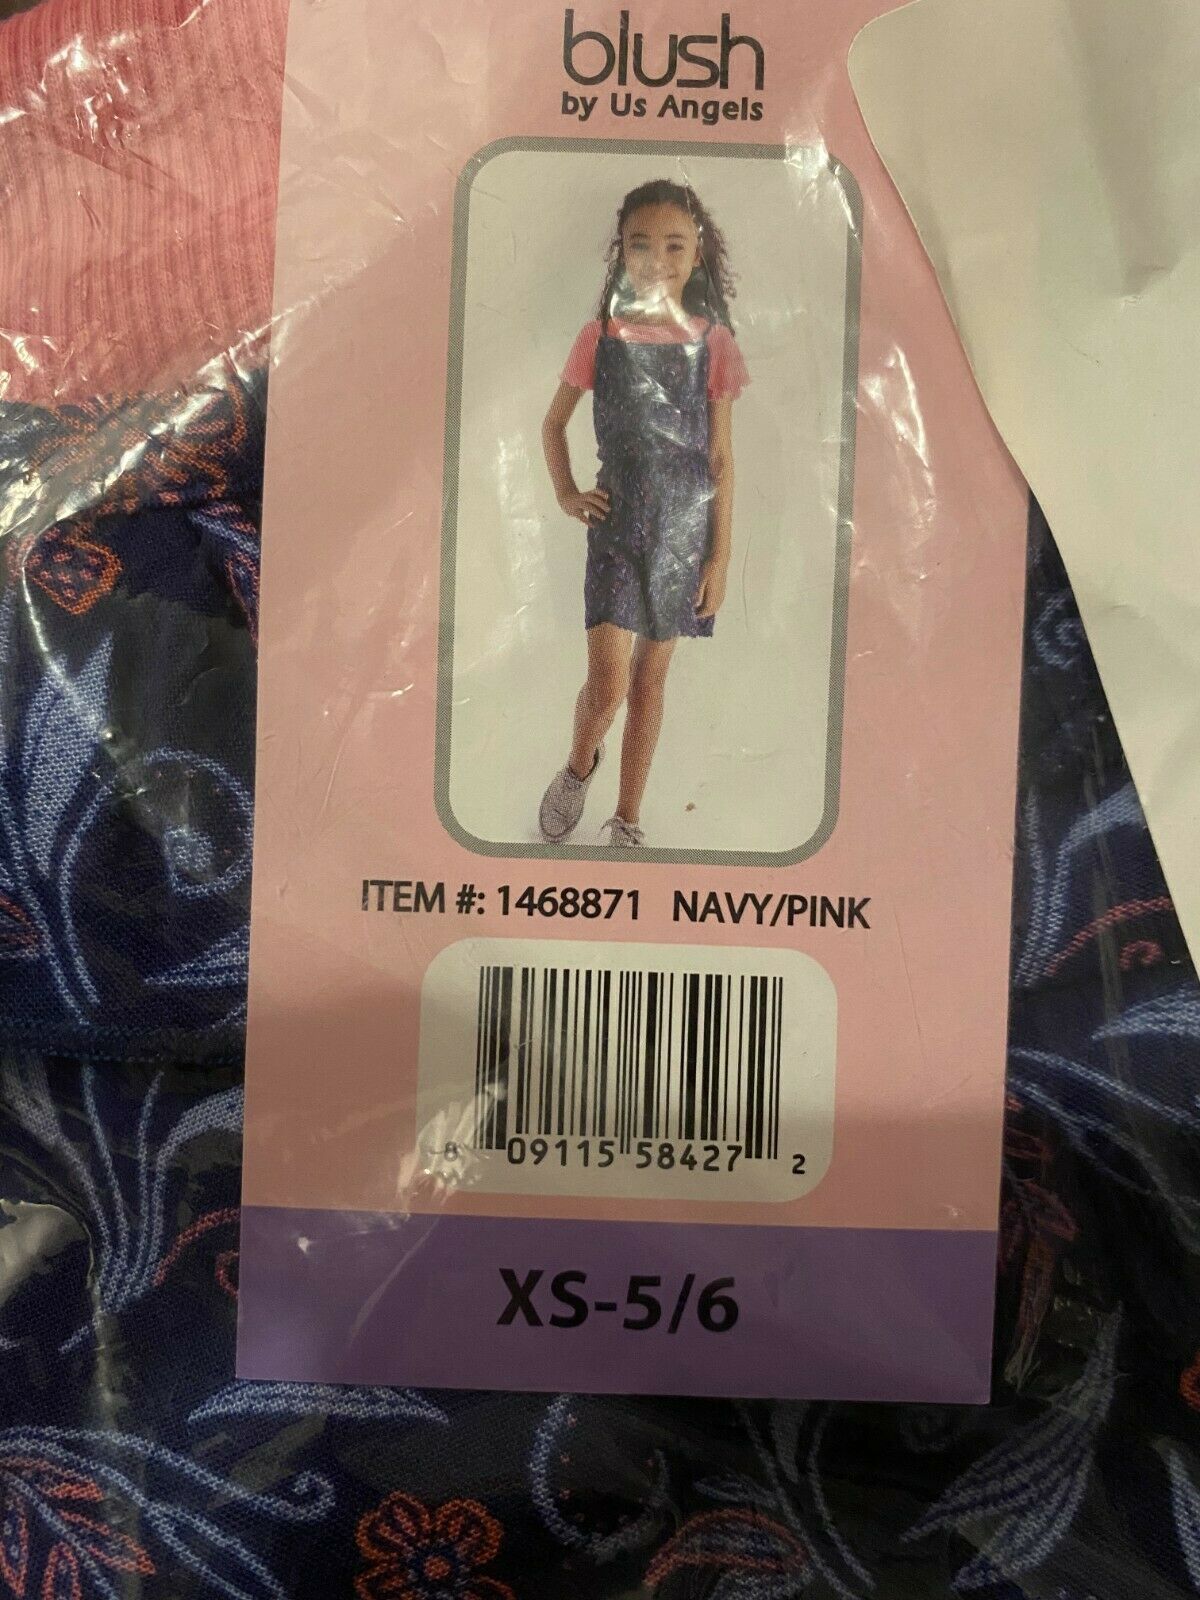 blush
by Us Angels
ITEM #: 1468871 NAVY/PINK
8 09115 58427 2
XS-5/6